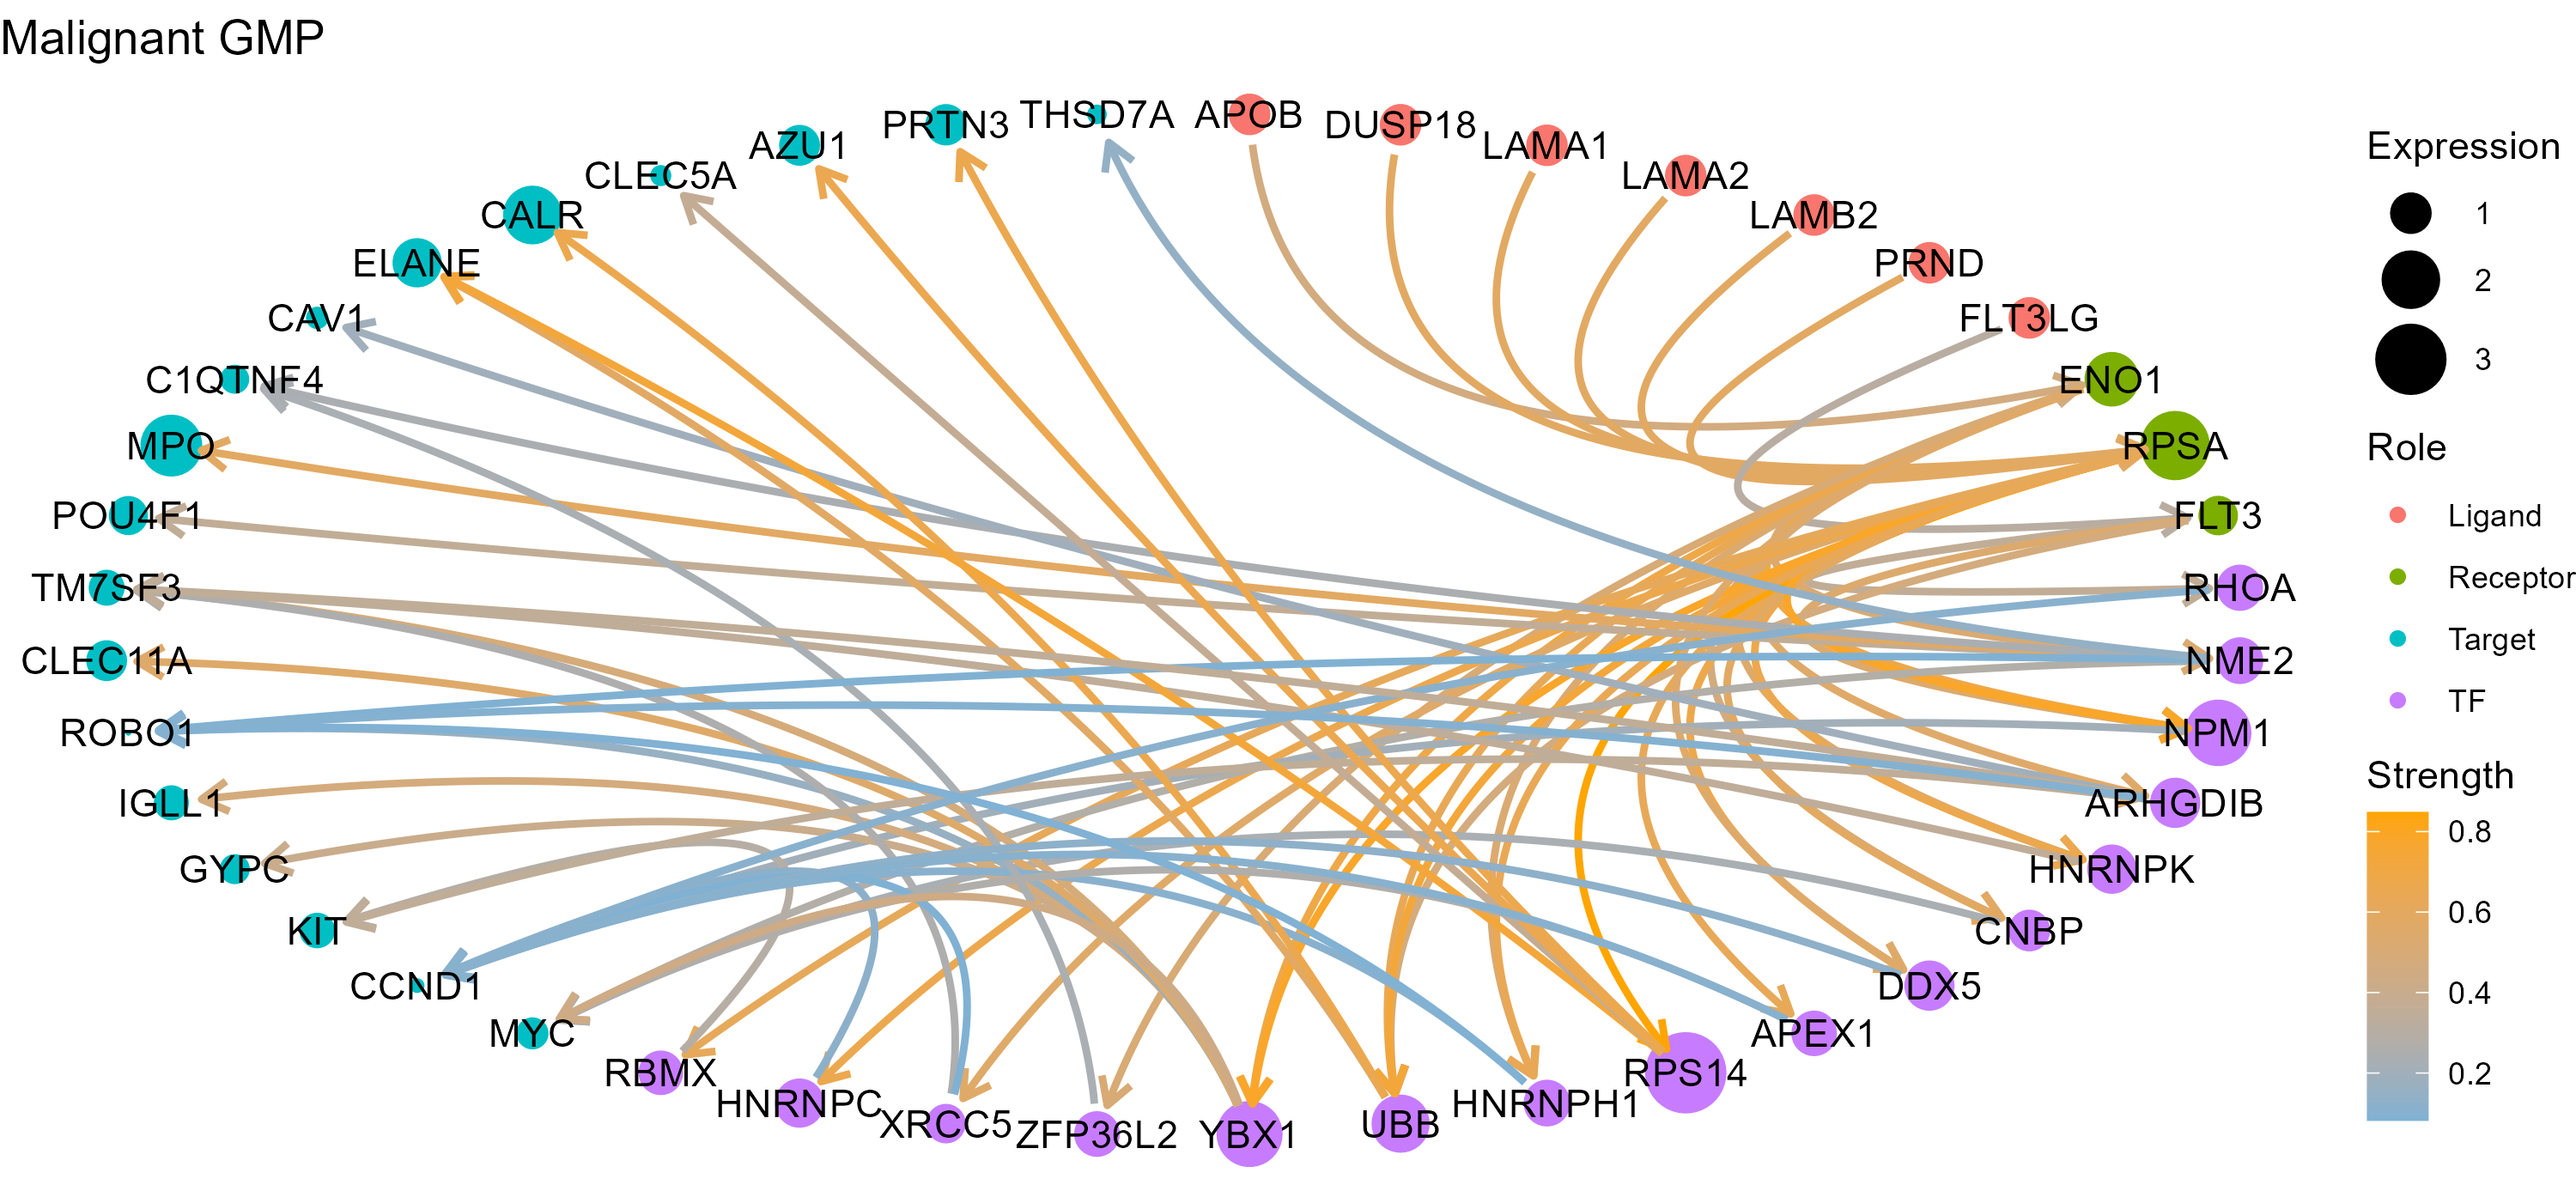 Malignant GMP
THSD7A
APOB
DUSP18
LAMA1
LAMA2
LAMB2
PRND
FLT3LG
ENO1
RPSA
FLT3
RHOA
NME2
NPM1
ARHGDIB
HNRNPK
CNBP
DDX5
APEX1
RPS14
HNRNPH1
UBB
YBX1
ZFP36L2
XRCC5
HNRNPC
RBMX
MYC
CCND1
KIT
GYPC
IGLL1
ROBO1
CLEC11A
TM7SF3
POU4F1
MPO
C1QTNF4
CAV1
ELANE
CALR
CLEC5A
AZU1
PRTN3
Expression
1
2
3
Role
Ligand
Receptor
Target
TF
Strength
0.8
0.6
0.4
0.2